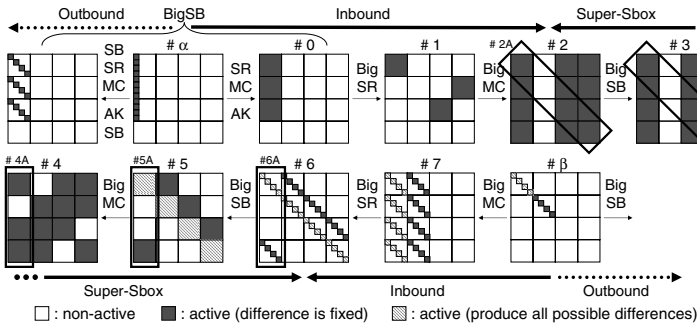 Outbound BigSB Inbound Super-Sbox
# α # 0 # 1 # 2A # 2 # 3
SB
SR
MC
AK
SB
SR
MC
AK
Big
SR
Big
MC
Big
SB
# 4A # 4 #5A # 5 #6A # 6 # 7 # β
Big
MC
Big
SB
Big
SR
Big
MC
Big
SB
Super-Sbox Inbound Outbound
: non-active : active (difference is fixed) : active (produce all possible differences)